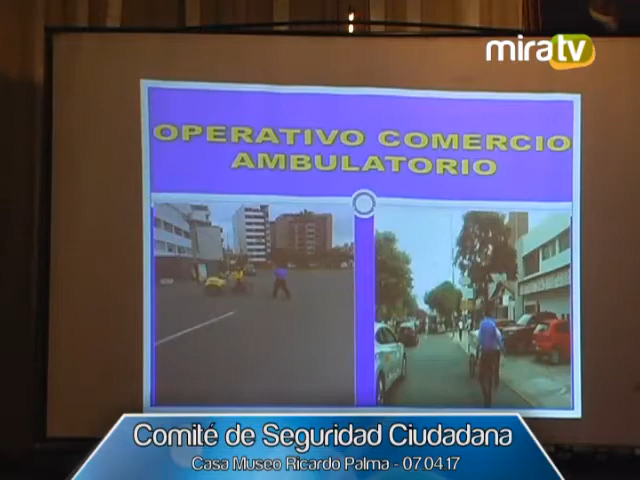 miratv
OPERATIVO COMERCIO
AMBULATORIO
Comité de Seguridad Ciudadana
Casa Museo Ricardo Palma - 07.04.17